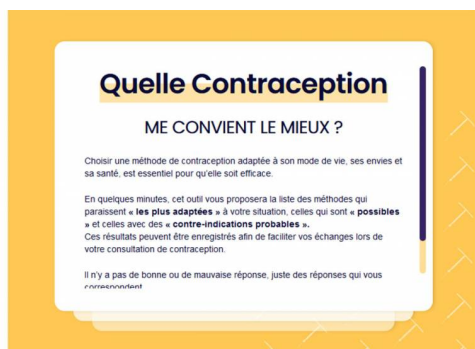 Quelle Contraception
ME CONVIENT LE MIEUX ?
Choisir une méthode de contraception adaptée à son mode de vie, ses envies et
sa santé, est essentiel pour qu'elle soit efficace.
En quelques minutes, cet outil vous proposera la liste des méthodes qui
paraissent « les plus adaptées » à votre situation, celles qui sont « possibles
» et celles avec des « contre-indications probables ».
Ces résultats peuvent être enregistrés afin de faciliter vos échanges lors de
votre consultation de contraception.
Il n'y a pas de bonne ou de mauvaise réponse, juste des réponses qui vous
correspondent